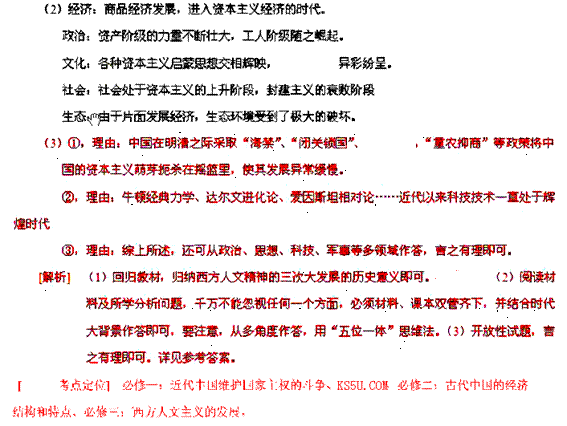 （2）经济：商品经济发展，进入资本主义经济的时代。
政治：资产阶级的力量不断壮大，工人阶级随之崛起。
文化：各种资本主义启蒙思想交相辉映， 异彩纷呈。
社会：社会处于资本主义的上升阶段，封建主义的衰败阶段
生态：由于片面发展经济，生态环境受到了极大的破坏。
（3）①，理由：中国在明清之际采取“海禁”、“闭关锁国”、 ，“重农抑商”等政策将中
国的资本主义萌芽扼杀在摇篮里，使其发展异常缓慢。
②，理由：牛顿经典力学、达尔文进化论、爱因斯坦相对论……近代以来科技技术一直处于辉
煌时代
③，理由：综上所述，还可从政治、思想、科技、军事等多领域作答，言之有理即可。
[解析] （1）回归教材，归纳西方人文精神的三次大发展的历史意义即可。 （2）阅读材
料及所学分析问题，千万不能忽视任何一个方面，必须材料、课本双管齐下，并结合时代
大背景作答即可，要注意，从多角度作答，用“五位一体”思维法。（3）开放性试题，言
之有理即可。详见参考答案。
[ 考点定位] 必修一：近代中国维护国家主权的斗争、KS5U.COM 必修二：古代中国的经济
结构和特点、必修三：西方人文主义的发展。